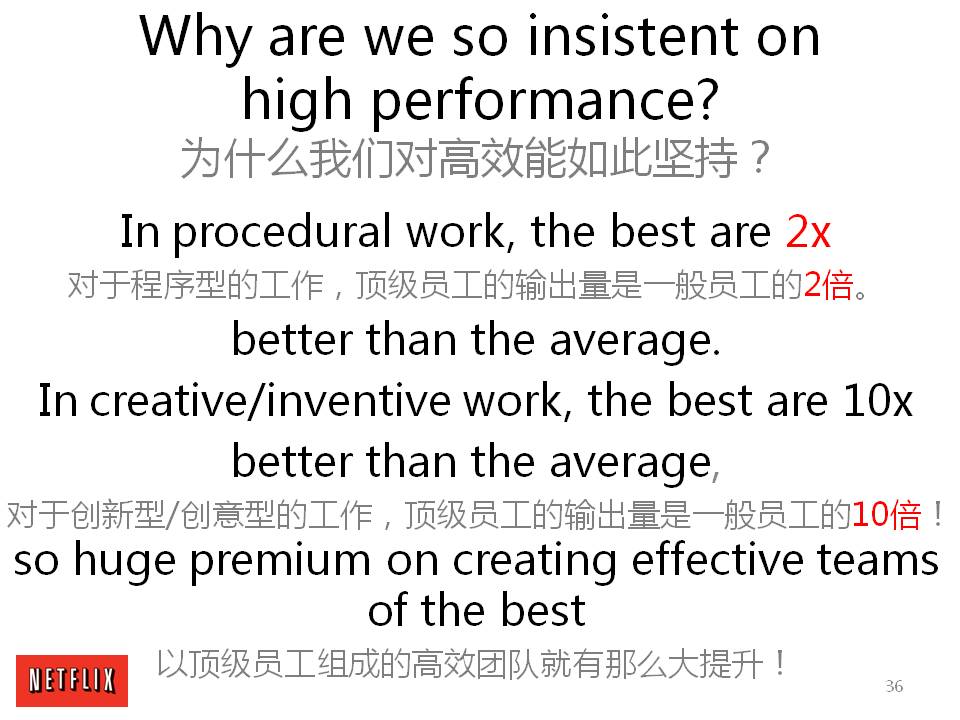 Why are we so insistent on
high performance?
为什么我们对高效能如此坚持？
In procedural work, the best are 2x
对于程序型的工作，顶级员工的输出量是一般员工的2倍。
better than the average.
In creative/inventive work, the best are 10x
better than the average,
对于创新型/创意型的工作，顶级员工的输出量是一般员工的10倍！
so huge premium on creating effective teams
of the best
以顶级员工组成的高效团队就有那么大提升！
NETFLIX
36